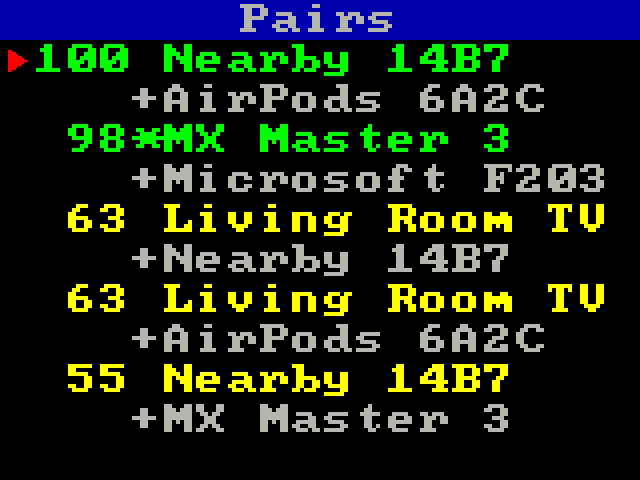 Pairs
▶100 Nearby 14B7
+AirPods 6A2C
98*MX Master 3
+Microsoft F203
63 Living Room TV
+Nearby 14B7
63 Living Room TV
+AirPods 6A2C
55 Nearby 14B7
+MX Master 3